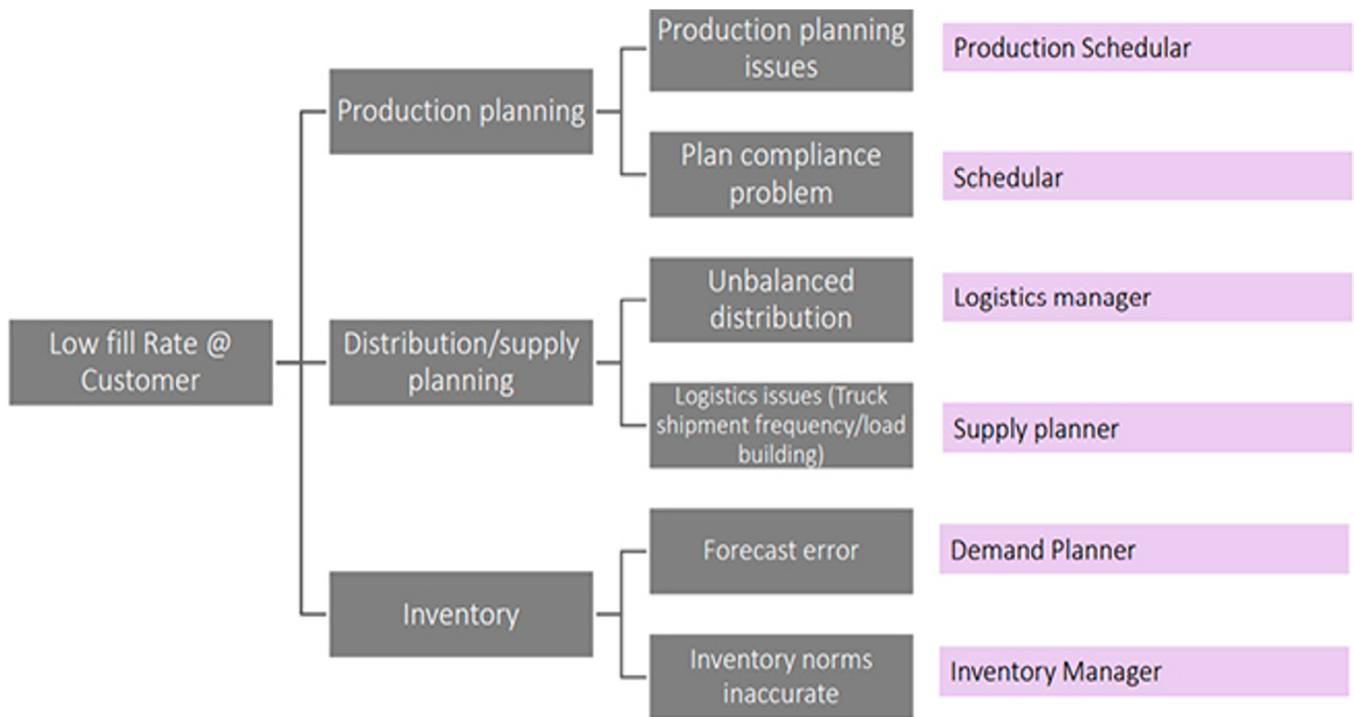 Production planning
issues
Production Schedular
Production planning
Plan compliance
problem
Schedular
Unbalanced
distribution
Logistics manager
Low fill Rate @
Customer
Distribution/supply
planning
Logistics issues (Truck
shipment frequency/load
building)
Supply planner
Forecast error
Demand Planner
Inventory
Inventory norms
inaccurate
Inventory Manager